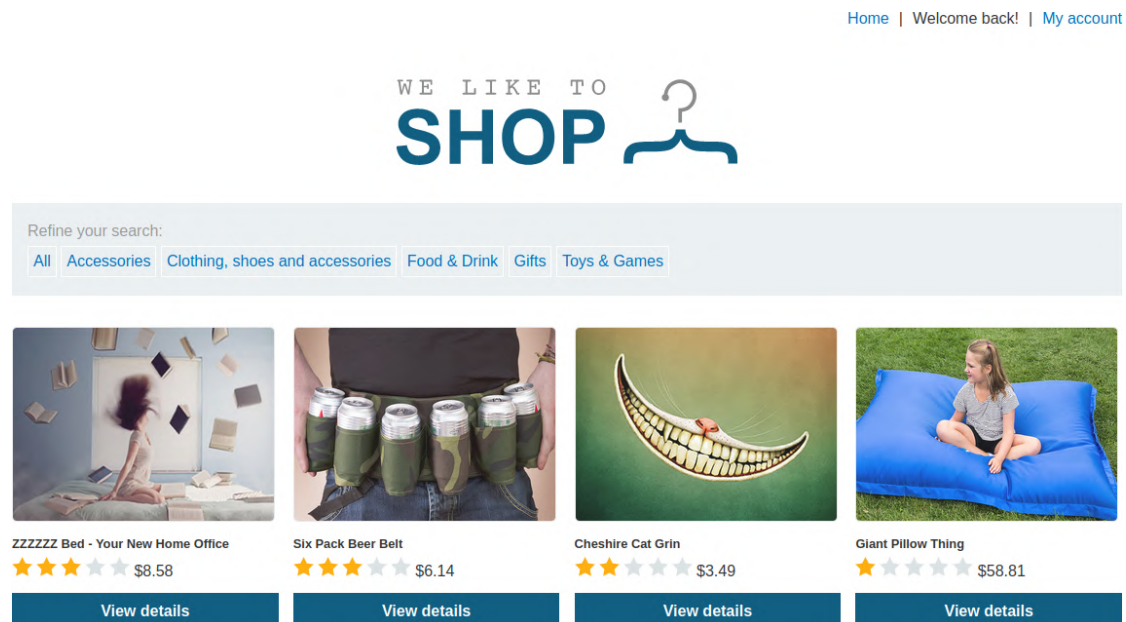 Home | Welcome back! | My account
WE LIKE TO
SHOP
Refine your search:
All Accessories Clothing, shoes and accessories Food & Drink Gifts Toys & Games
ZZZZZZ Bed - Your New Home Office Six Pack Beer Belt Cheshire Cat Grin Giant Pillow Thing
$8.58 $6.14 $3.49 $58.81
View details View details View details View details